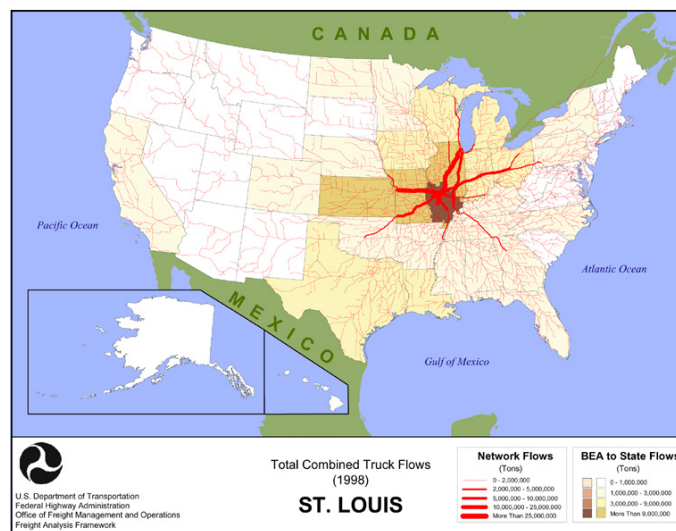 CANADA
Pacific Ocean
Atlantic Ocean
MEXICO
Gulf of Mexico
U.S. Department of Transportation
Federal Highway Administration
Office of Freight Management and Operations
Freight Analysis Framework
Total Combined Truck Flows
(1998)
ST. LOUIS
Network Flows
(Tons)
0 - 2,000,000
2,000,000 - 5,000,000
5,000,000 - 10,000,000
10,000,000 - 25,000,000
More Than 25,000,000
BEA to State Flows
(Tons)
0 - 1,000,000
1,000,000 - 3,000,000
3,000,000 - 9,000,000
More Than 9,000,000